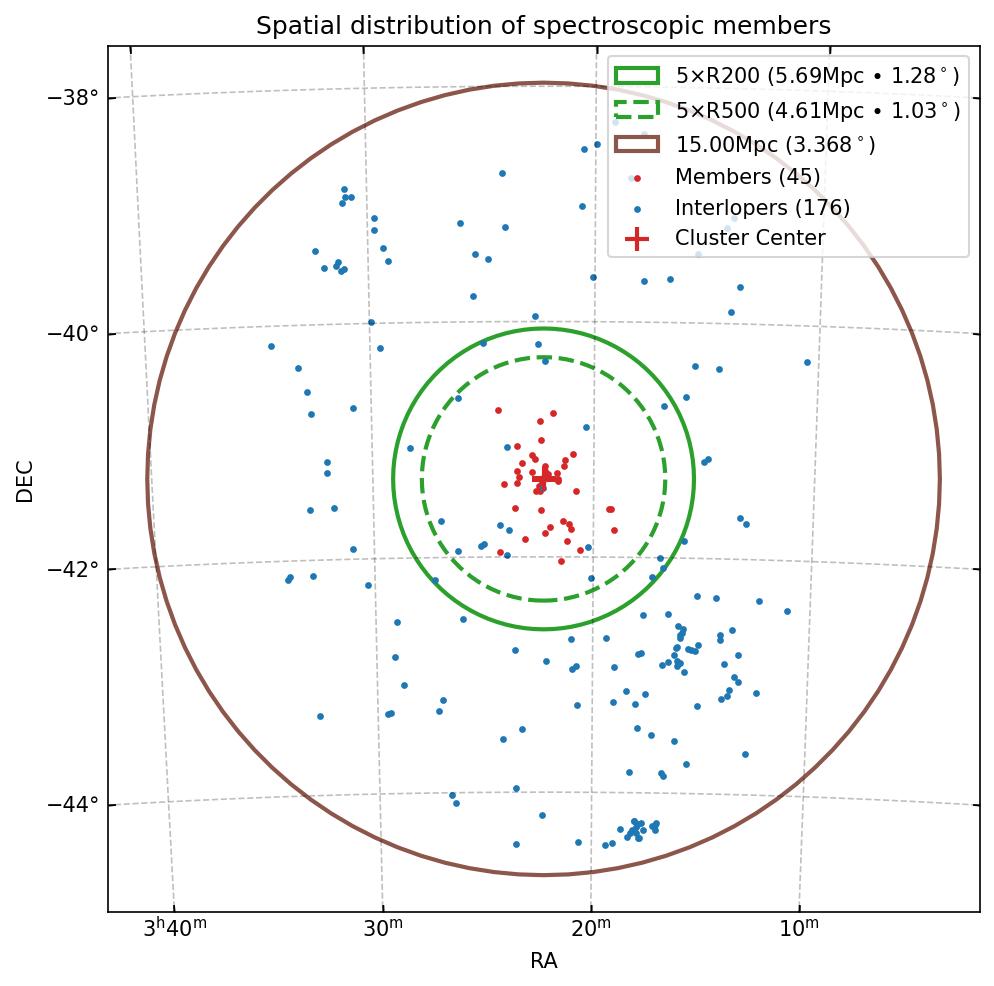 Spatial distribution of spectroscopic members
5×R200 (5.69Mpc • 1.28°)
5×R500 (4.61Mpc • 1.03°)
15.00Mpc (3.368°)
Members (45)
Interlopers (176)
Cluster Center
−38°
−40°
−42°
−44°
DEC
3ʰ40ᵐ 30ᵐ 20ᵐ 10ᵐ
RA